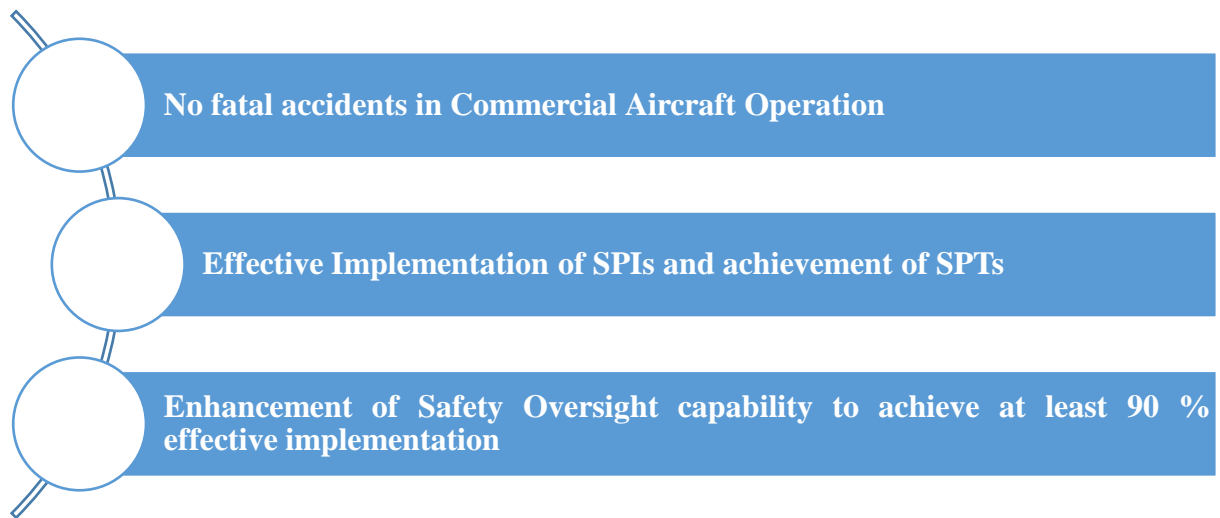 No fatal accidents in Commercial Aircraft Operation
Effective Implementation of SPIs and achievement of SPTs
Enhancement of Safety Oversight capability to achieve at least 90 %
effective implementation